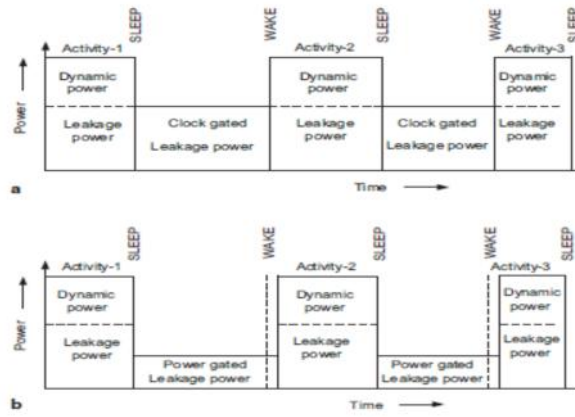 SLEEP WAKE SLEEP WAKE SLEEP
Activity-1 Activity-2 Activity-3
Dynamic power Dynamic power Dynamic power
Power
Leakage power Clock gated Leakage power Leakage power Clock gated Leakage power Leakage power
a
Time
SLEEP WAKE SLEEP WAKE SLEEP
Activity-1 Activity-2 Activity-3
Dynamic power Dynamic power Dynamic power
Power
Leakage power Power gated Leakage power Leakage power Power gated Leakage power Leakage power
b
Time